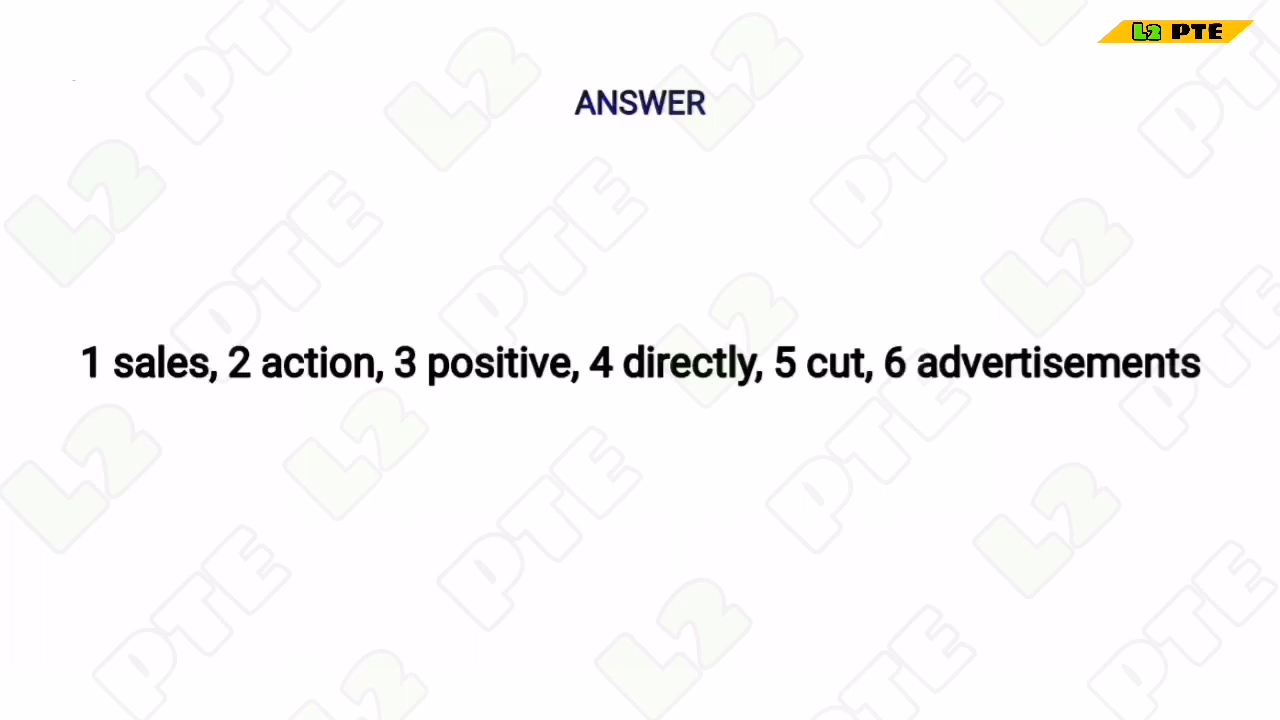 L2 PTE
ANSWER
1 sales, 2 action, 3 positive, 4 directly, 5 cut, 6 advertisements